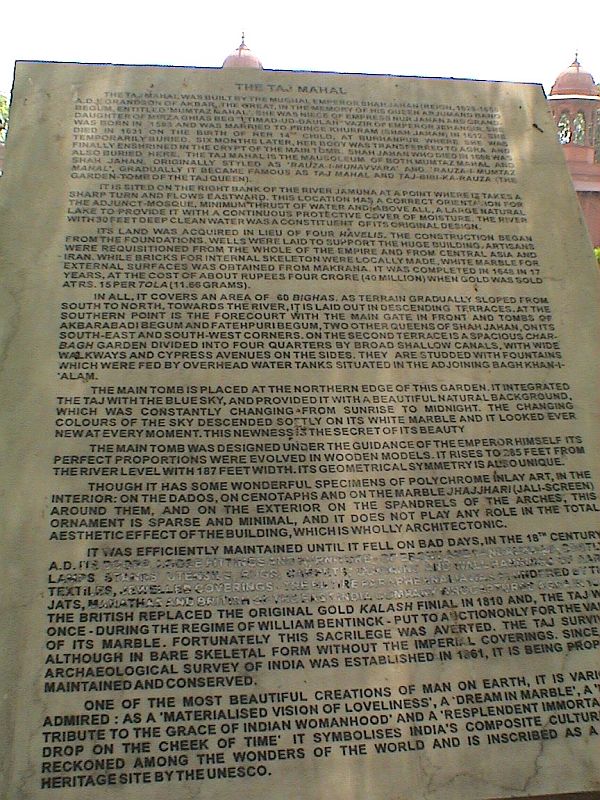 THE TAJ MAHAL
THE TAJ MAHAL WAS BUILT BY THE MUGHAL EMPEROR SHAH JAHAN (REIGN, 1628-1658
A.D.), GRANDSON OF AKBAR, THE GREAT, IN THE MEMORY OF HIS QUEEN ARJUMAND BANO
BEGUM, ENTITLED 'MUMTAZ MAHAL'. SHE WAS NIECE OF EMPRESS NUR JAHAN AND GRAND
DAUGHTER OF MIRZA GHIAS BEG I'TIMAD-UD-DAULAH VAZIR OF EMPEROR JEHANGIR. SHE
WAS BORN IN 1593 AND WAS MARRIED TO PRINCE KHURRAM (SHAH JAHAN) IN 1612. SHE
DIED IN 1631 ON THE BIRTH OF HER 14TH CHILD, AT BURHANPUR WHERE SHE WAS
TEMPORARILY BURIED. SIX MONTHS LATER, HER BODY WAS TRANSFERRED TO AGRA AND
FINALLY ENSHRINED IN THE CRYPT OF THE MAIN TOMB. SHAH JAHAN WHO DIED IN 1666 WAS
ALSO BURIED HERE. THE TAJ MAHAL IS THE MAUSOLEUM OF BOTH MUMTAZ MAHAL AND
SHAH JAHAN, ORIGINALLY STYLED AS 'RAUZA-I-MUNAVVARA' AND 'RAUZA-I-MUMTAZ
MAHAL', GRADUALLY IT BECAME FAMOUS AS TAJ MAHAL AND TAJ-BIBI-KA-RAUZA (THE
GARDEN-TOMB OF THE TAJ QUEEN).
IT IS SITED ON THE RIGHT BANK OF THE RIVER JAMUNA AT A POINT WHERE IT TAKES A
SHARP TURN AND FLOWS EASTWARD. THIS LOCATION HAS A CORRECT ORIENTATION FOR
THE ADJUNCT-MOSQUE, MINIMUM THRUST OF WATER AND ABOVE ALL, A LARGE NATURAL
LAKE TO PROVIDE IT WITH A CONTINUOUS PROTECTIVE COVER OF MOISTURE. THE RIVER
WITH 30 FEET DEEP CLEAN WATER WAS A CONSTITUENT OF ITS ORIGINAL DESIGN.
ITS LAND WAS ACQUIRED IN LIEU OF FOUR HAVELIS. THE CONSTRUCTION BEGAN
FROM THE FOUNDATIONS. WELLS WERE LAID TO SUPPORT THE HUGE BUILDING. ARTISANS
WERE REQUISITIONED FROM THE WHOLE OF THE EMPIRE AND FROM CENTRAL ASIA AND
IRAN. WHILE BRICKS FOR INTERNAL SKELETON WERE LOCALLY MADE, WHITE MARBLE FOR
EXTERNAL SURFACES WAS OBTAINED FROM MAKRANA. IT WAS COMPLETED IN 1648 IN 17
YEARS, AT THE COST OF ABOUT RUPEES FOUR CRORE (40 MILLION) WHEN GOLD WAS SOLD
AT RS. 15 PER TOLA (11.66 GRAMS).
IN ALL, IT COVERS AN AREA OF 60 BIGHAS. AS TERRAIN GRADUALLY SLOPED FROM
SOUTH TO NORTH, TOWARDS THE RIVER, IT IS LAID OUT IN DESCENDING TERRACES. AT THE
SOUTHERN POINT IS THE FORECOURT WITH THE MAIN GATE IN FRONT AND TOMBS OF
AKBARABADI BEGUM AND FATEHPURI BEGUM, TWO OTHER QUEENS OF SHAH JAHAN, ON ITS
SOUTH-EAST AND SOUTH-WEST CORNERS. ON THE SECOND TERRACE IS A SPACIOUS CHAR-
BAGH GARDEN DIVIDED INTO FOUR QUARTERS BY BROAD SHALLOW CANALS, WITH WIDE
WALKWAYS AND CYPRESS AVENUES ON THE SIDES. THEY ARE STUDDED WITH FOUNTAINS
WHICH WERE FED BY OVERHEAD WATER TANKS SITUATED IN THE ADJOINING BAGH KHAN-I-
'ALAM.
THE MAIN TOMB IS PLACED AT THE NORTHERN EDGE OF THIS GARDEN. IT INTEGRATED
THE TAJ WITH THE BLUE SKY, AND PROVIDED IT WITH A BEAUTIFUL NATURAL BACKGROUND,
WHICH WAS CONSTANTLY CHANGING FROM SUNRISE TO MIDNIGHT. THE CHANGING
COLOURS OF THE SKY DESCENDED SOFTLY ON ITS WHITE MARBLE AND IT LOOKED EVER
NEW AT EVERY MOMENT. THIS NEWNESS IS THE SECRET OF ITS BEAUTY
THE MAIN TOMB WAS DESIGNED UNDER THE GUIDANCE OF THE EMPEROR HIMSELF ITS
PERFECT PROPORTIONS WERE EVOLVED IN WOODEN MODELS. IT RISES TO 285 FEET FROM
THE RIVER LEVEL WITH 187 FEET WIDTH. ITS GEOMETRICAL SYMMETRY IS ALSO UNIQUE.
THOUGH IT HAS SOME WONDERFUL SPECIMENS OF POLYCHROME INLAY ART, IN THE
INTERIOR: ON THE DADOS, ON CENOTAPHS AND ON THE MARBLE JHAJJHARI (JALI-SCREEN)
AROUND THEM, AND ON THE EXTERIOR ON THE SPANDRELS OF THE ARCHES, THIS
ORNAMENT IS SPARSE AND MINIMAL, AND IT DOES NOT PLAY ANY ROLE IN THE TOTAL
AESTHETIC EFFECT OF THE BUILDING, WHICH IS WHOLLY ARCHITECTONIC.
IT WAS EFFICIENTLY MAINTAINED UNTIL IT FELL ON BAD DAYS, IN THE 18TH CENTURY
A.D. ITS
LAMPS
TEXTILES, JEWELLED COVERINGS BY THE
JATS, MARATHAS AND BRITISH
THE BRITISH REPLACED THE ORIGINAL GOLD KALASH FINIAL IN 1810 AND, THE TAJ W
ONCE - DURING THE REGIME OF WILLIAM BENTINCK - PUT TO AUCTION ONLY FOR THE VA
OF ITS MARBLE. FORTUNATELY THIS SACRILEGE WAS AVERTED. THE TAJ SURVIV
ALTHOUGH IN BARE SKELETAL FORM WITHOUT THE IMPERIAL COVERINGS. SINCE
ARCHAEOLOGICAL SURVEY OF INDIA WAS ESTABLISHED IN 1861, IT IS BEING PROP
MAINTAINED AND CONSERVED.
ONE OF THE MOST BEAUTIFUL CREATIONS OF MAN ON EARTH, IT IS VARIO
ADMIRED : AS A 'MATERIALISED VISION OF LOVELINESS', A 'DREAM IN MARBLE', A '
TRIBUTE TO THE GRACE OF INDIAN WOMANHOOD' AND A 'RESPLENDENT IMMORTA
DROP ON THE CHEEK OF TIME' IT SYMBOLISES INDIA'S COMPOSITE CULTUR
RECKONED AMONG THE WONDERS OF THE WORLD AND IS INSCRIBED AS A
HERITAGE SITE BY THE UNESCO.